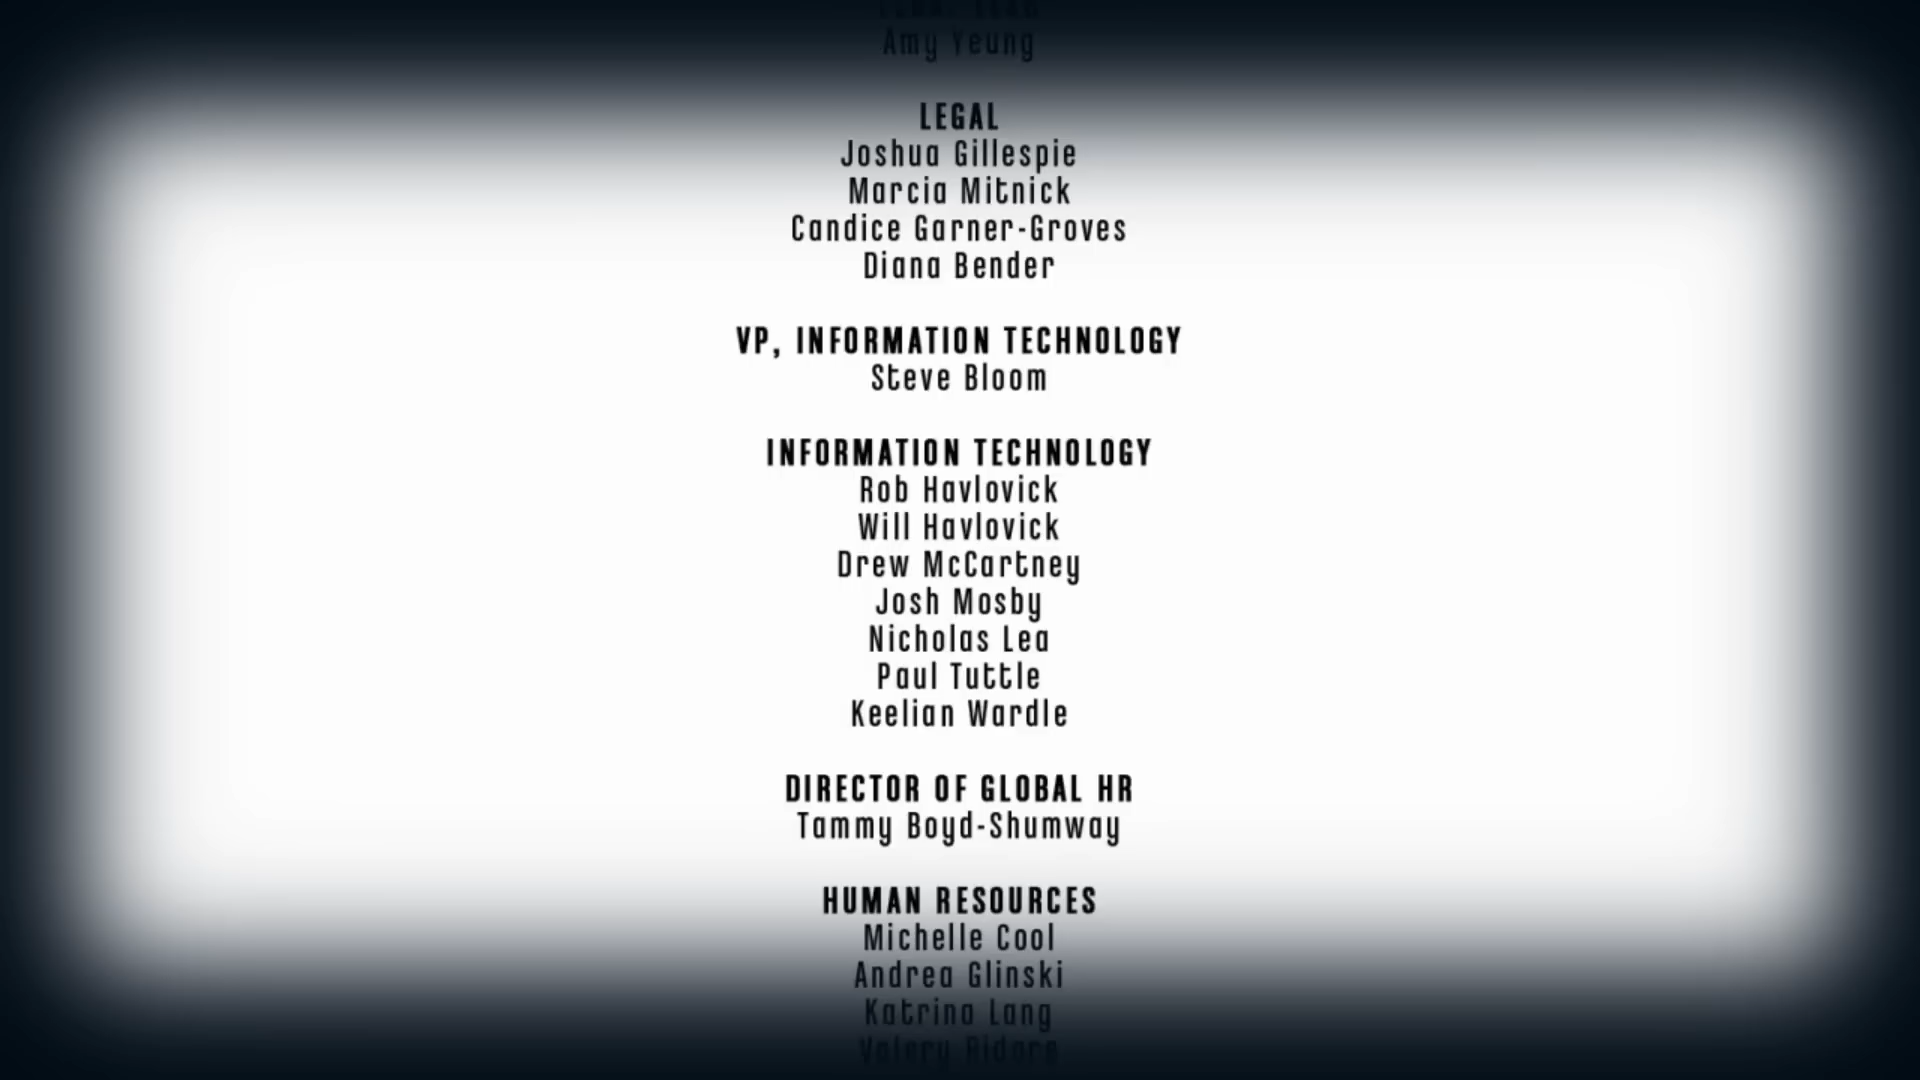 Amy Yeung
LEGAL
Joshua Gillespie
Marcia Mitnick
Candice Garner-Groves
Diana Bender
VP, INFORMATION TECHNOLOGY
Steve Bloom
INFORMATION TECHNOLOGY
Rob Havlovick
Will Havlovick
Drew McCartney
Josh Mosby
Nicholas Lea
Paul Tuttle
Keelian Wardle
DIRECTOR OF GLOBAL HR
Tammy Boyd-Shumway
HUMAN RESOURCES
Michelle Cool
Andrea Glinski
Katrina Lang
Valery